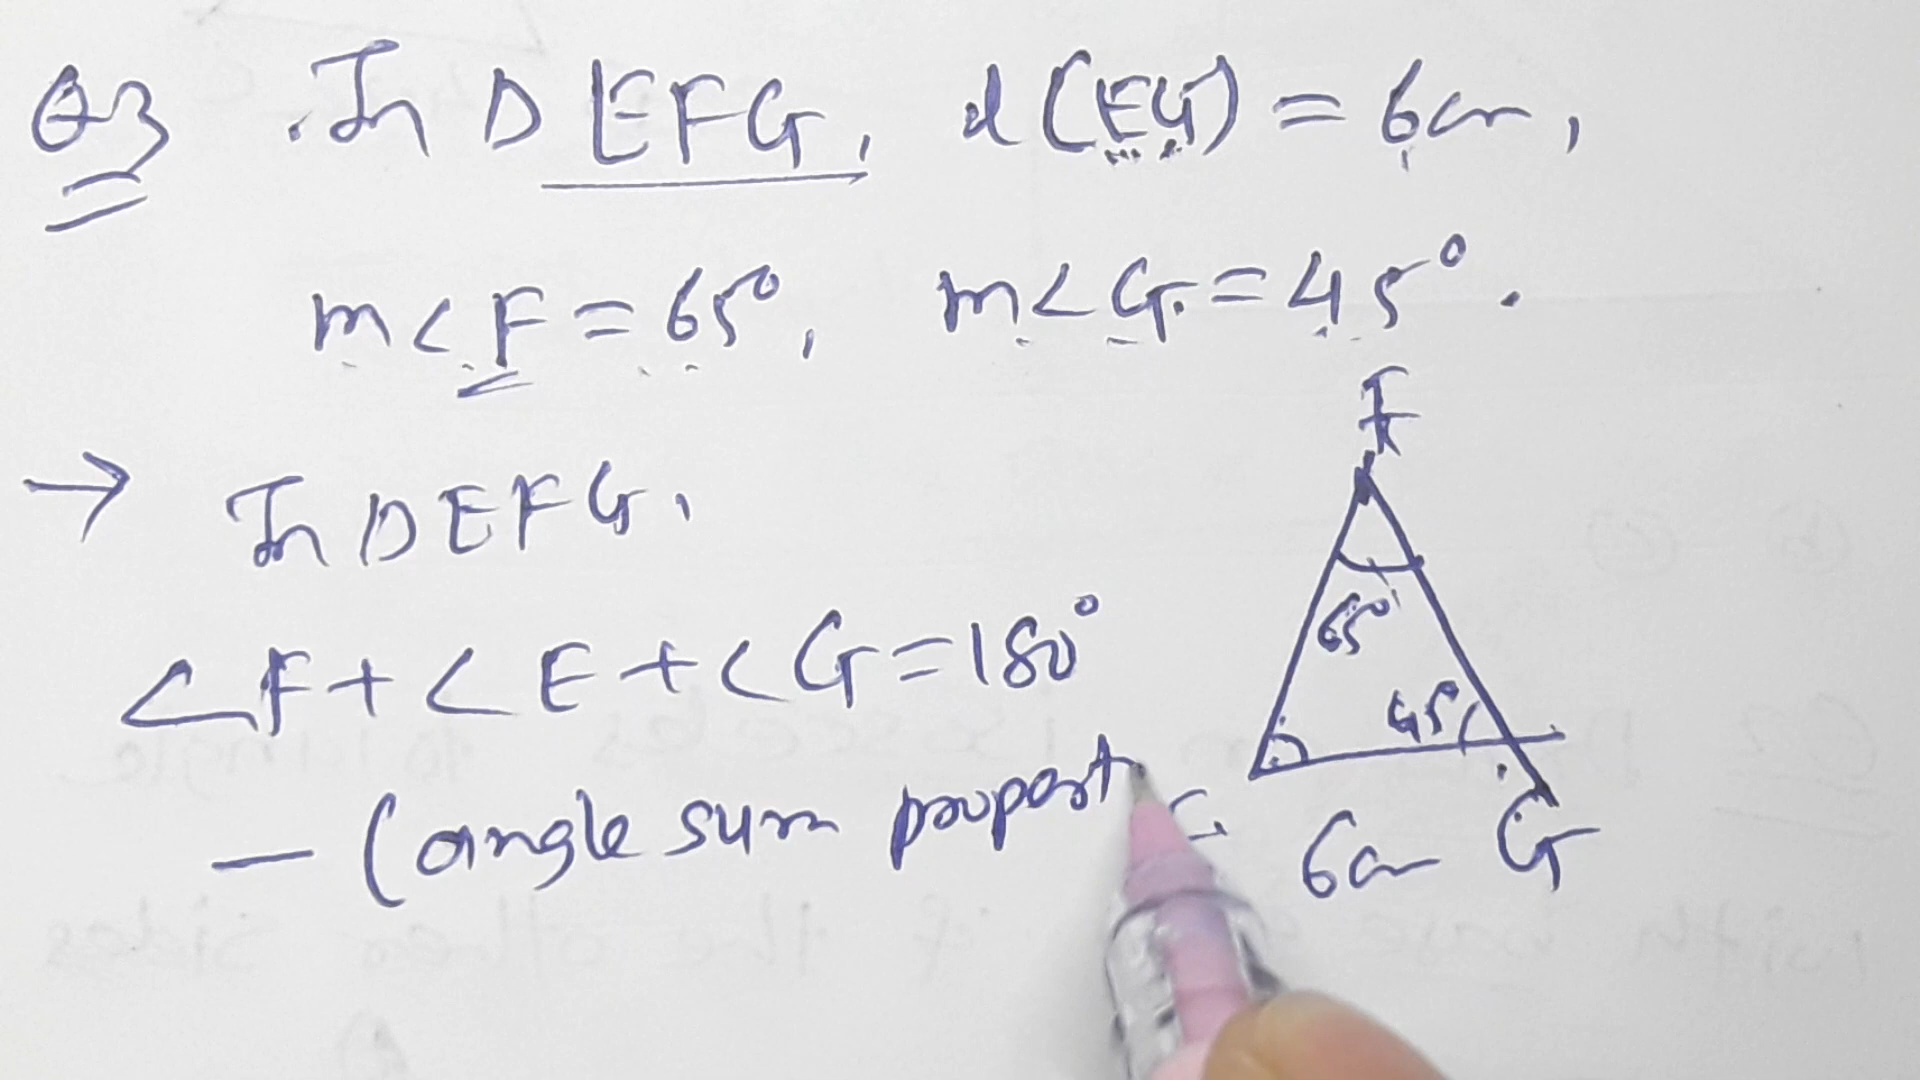 Q3 In △ EFG, d(EG) = 6cm,
m∠F = 65°, m∠G = 45°.
→ In △ EFG,
∠F + ∠E + ∠G = 180°
— (angle sum propert
F
65°
45°
6cm G